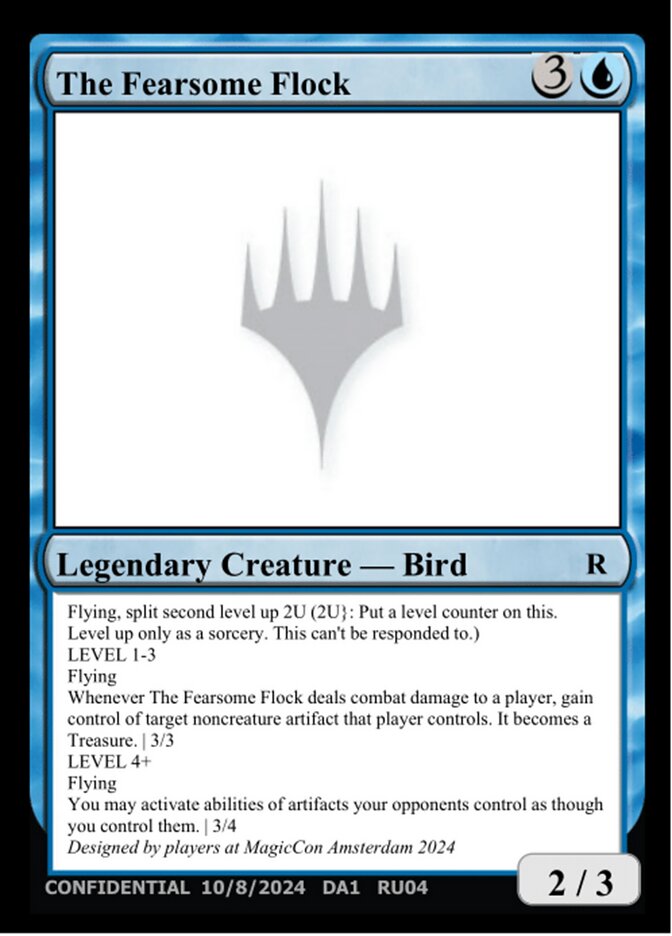 The Fearsome Flock 3
Legendary Creature — Bird R
Flying, split second level up 2U (2U}: Put a level counter on this.
Level up only as a sorcery. This can't be responded to.)
LEVEL 1-3
Flying
Whenever The Fearsome Flock deals combat damage to a player, gain
control of target noncreature artifact that player controls. It becomes a
Treasure. | 3/3
LEVEL 4+
Flying
You may activate abilities of artifacts your opponents control as though
you control them. | 3/4
Designed by players at MagicCon Amsterdam 2024
CONFIDENTIAL 10/8/2024 DA1 RU04
2 / 3